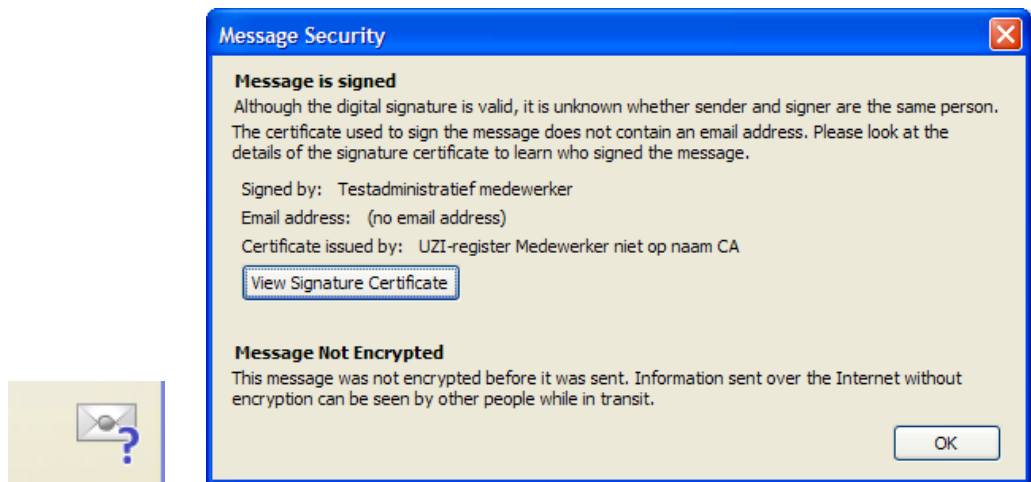 Message Security
Message is signed
Although the digital signature is valid, it is unknown whether sender and signer are the same person.
The certificate used to sign the message does not contain an email address. Please look at the
details of the signature certificate to learn who signed the message.
Signed by: Testadministratief medewerker
Email address: (no email address)
Certificate issued by: UZI-register Medewerker niet op naam CA
View Signature Certificate
Message Not Encrypted
This message was not encrypted before it was sent. Information sent over the Internet without
encryption can be seen by other people while in transit.
?
OK